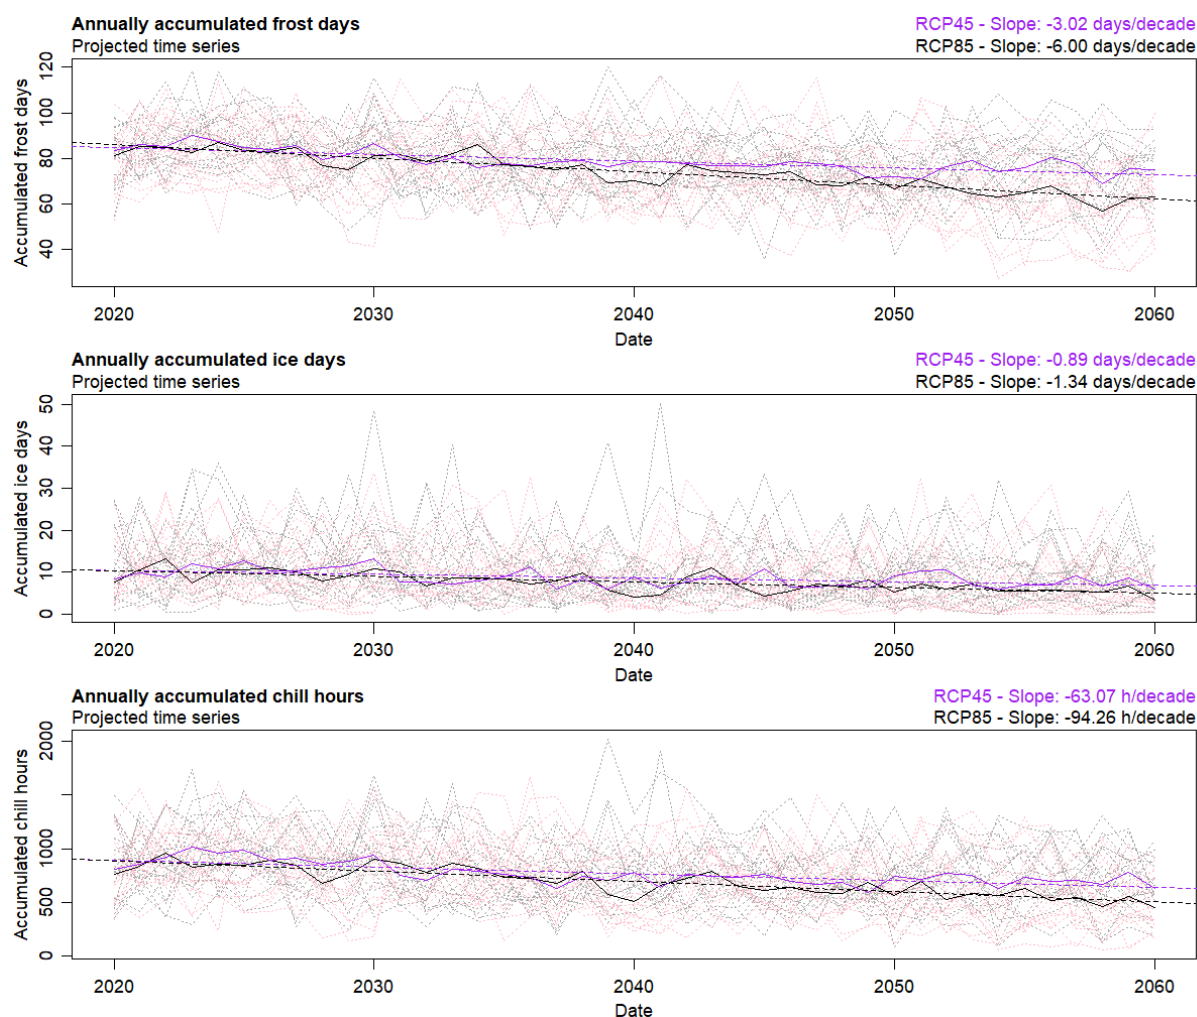 Annually accumulated frost days
RCP45 - Slope: -3.02 days/decade
Projected time series
RCP85 - Slope: -6.00 days/decade
Accumulated frost days
120
100
80
60
40
2020 2030 2040 2050 2060
Date
Annually accumulated ice days
RCP45 - Slope: -0.89 days/decade
Projected time series
RCP85 - Slope: -1.34 days/decade
Accumulated ice days
50
40
30
20
10
0
2020 2030 2040 2050 2060
Date
Annually accumulated chill hours
RCP45 - Slope: -63.07 h/decade
Projected time series
RCP85 - Slope: -94.26 h/decade
Accumulated chill hours
2000
1000
500
0
2020 2030 2040 2050 2060
Date